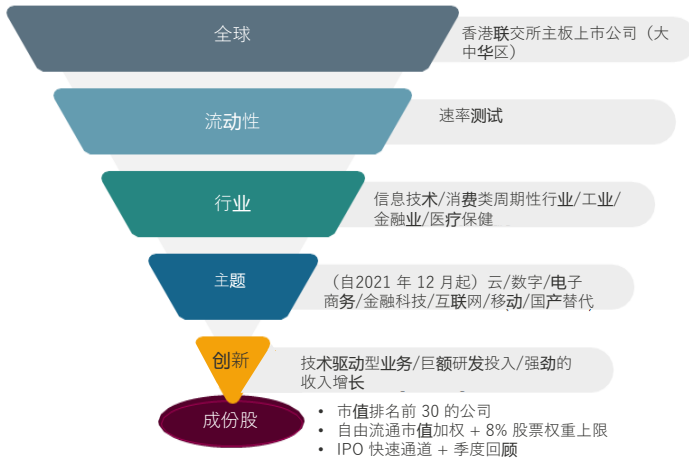 全球
香港联交所主板上市公司（大
中华区）
流动性
速率测试
行业
信息技术/消费类周期性行业/工业/
金融业/医疗保健
主题
（自2021 年 12 月起）云/数字/电子
商务/金融科技/互联网/移动/国产替代
创新
技术驱动型业务/巨额研发投入/强劲的
收入增长
成份股
• 市值排名前 30 的公司
• 自由流通市值加权 + 8% 股票权重上限
• IPO 快速通道 + 季度回顾